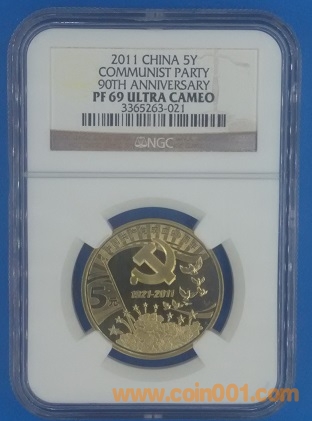 2011 CHINA 5Y
COMMUNIST PARTY
90TH ANNIVERSARY
PF 69 ULTRA CAMEO
3365263-021
NGC
5元
1921-2011
www.coin001.com